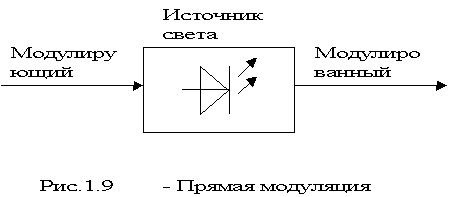 Источник
света
Модулиру
ющий
Модулиро
ванный
Рис.1.9 - Прямая модуляция